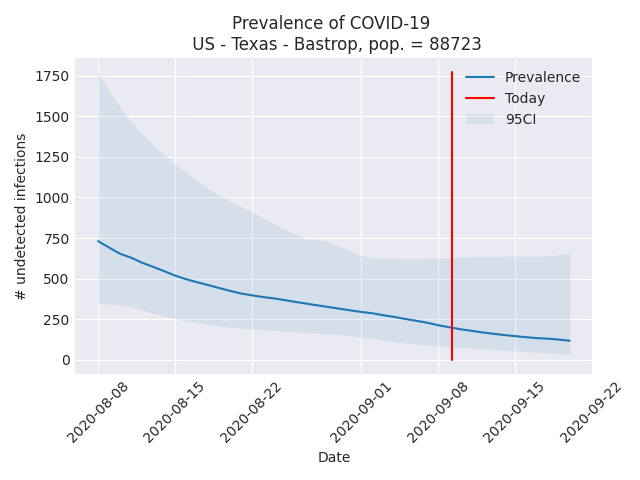 Prevalence of COVID-19
US - Texas - Bastrop, pop. = 88723
Prevalence
Today
95CI
1750
1500
1250
1000
750
500
250
0
# undetected infections
2020-08-08
2020-08-15
2020-08-22
2020-09-01
2020-09-08
2020-09-15
2020-09-22
Date